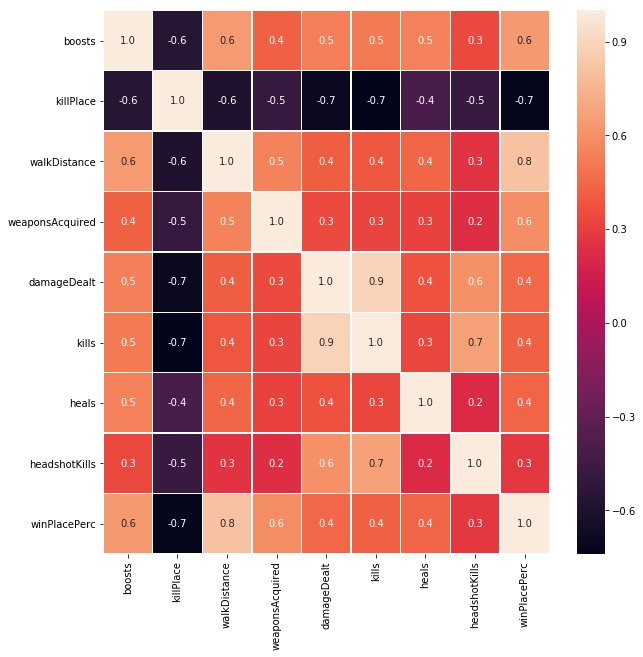 boosts 1.0 -0.6 0.6 0.4 0.5 0.5 0.5 0.3 0.6
killPlace -0.6 1.0 -0.6 -0.5 -0.7 -0.7 -0.4 -0.5 -0.7
walkDistance 0.6 -0.6 1.0 0.5 0.4 0.4 0.4 0.3 0.8
weaponsAcquired 0.4 -0.5 0.5 1.0 0.3 0.3 0.3 0.2 0.6
damageDealt 0.5 -0.7 0.4 0.3 1.0 0.9 0.4 0.6 0.4
kills 0.5 -0.7 0.4 0.3 0.9 1.0 0.3 0.7 0.4
heals 0.5 -0.4 0.4 0.3 0.4 0.3 1.0 0.2 0.4
headshotKills 0.3 -0.5 0.3 0.2 0.6 0.7 0.2 1.0 0.3
winPlacePerc 0.6 -0.7 0.8 0.6 0.4 0.4 0.4 0.3 1.0
boosts
killPlace
walkDistance
weaponsAcquired
damageDealt
kills
heals
headshotKills
winPlacePerc
0.9
0.6
0.3
0.0
−0.3
−0.6